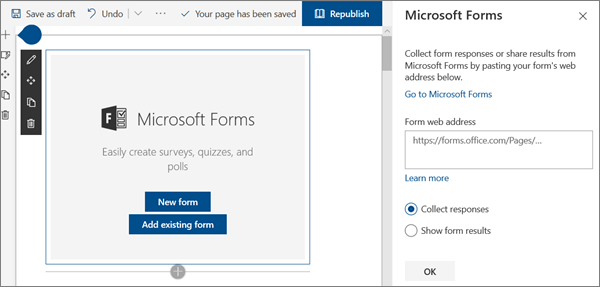 Save as draft Undo ... Your page has been saved Republish
F Microsoft Forms
Easily create surveys, quizzes, and
polls
New form
Add existing form
Microsoft Forms
Collect form responses or share results from
Microsoft Forms by pasting your form's web
address below.
Go to Microsoft Forms
Form web address
https://forms.office.com/Pages/...
Learn more
Collect responses
Show form results
OK